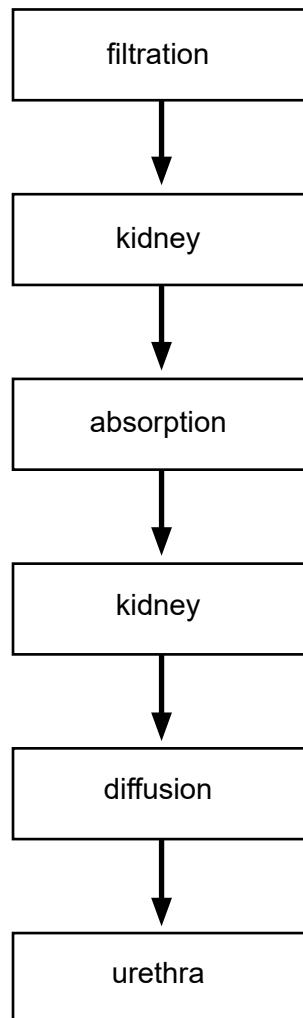 filtration
kidney
absorption
kidney
diffusion
urethra